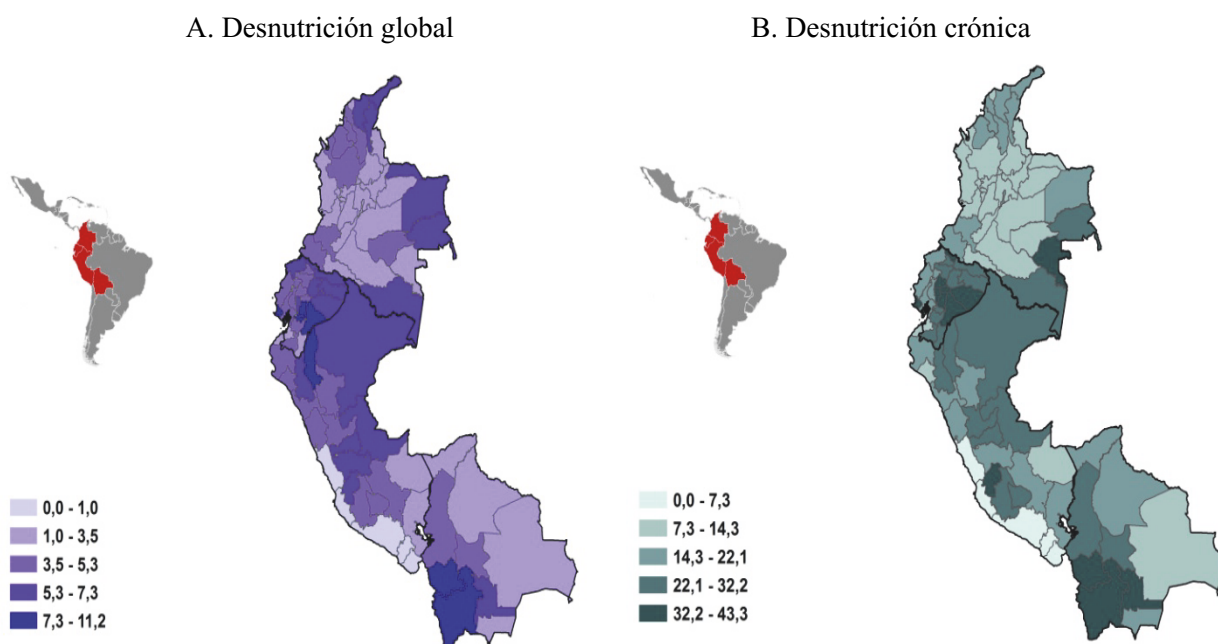 A. Desnutrición global
B. Desnutrición crónica
0,0 - 1,0
1,0 - 3,5
3,5 - 5,3
5,3 - 7,3
7,3 - 11,2
0,0 - 7,3
7,3 - 14,3
14,3 - 22,1
22,1 - 32,2
32,2 - 43,3